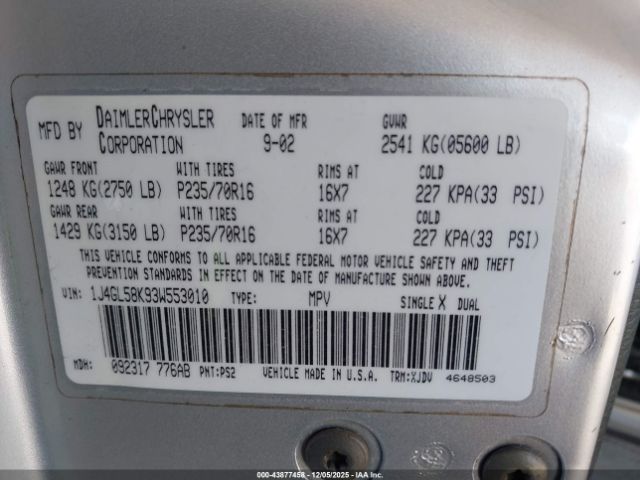 MFD BY DAIMLERCHRYSLER CORPORATION DATE OF MFR 9-02 GVWR 2541 KG(05600 LB)
GAWR FRONT WITH TIRES RIMS AT COLD
1248 KG(2750 LB) P235/70R16 16X7 227 KPA(33 PSI)
GAWR REAR WITH TIRES RIMS AT COLD
1429 KG(3150 LB) P235/70R16 16X7 227 KPA(33 PSI)
THIS VEHICLE CONFORMS TO ALL APPLICABLE FEDERAL MOTOR VEHICLE SAFETY AND THEFT
PREVENTION STANDARDS IN EFFECT ON THE DATE OF MANUFACTURE SHOWN ABOVE.
VIN: 1J4GL58K93W553010 TYPE: MPV SINGLE X DUAL
MDH: 092317 776AB PNT:PS2 VEHICLE MADE IN U.S.A. TRM:XJDV 4648503
© 43877458 - 12/05/2025 - IAA Inc.